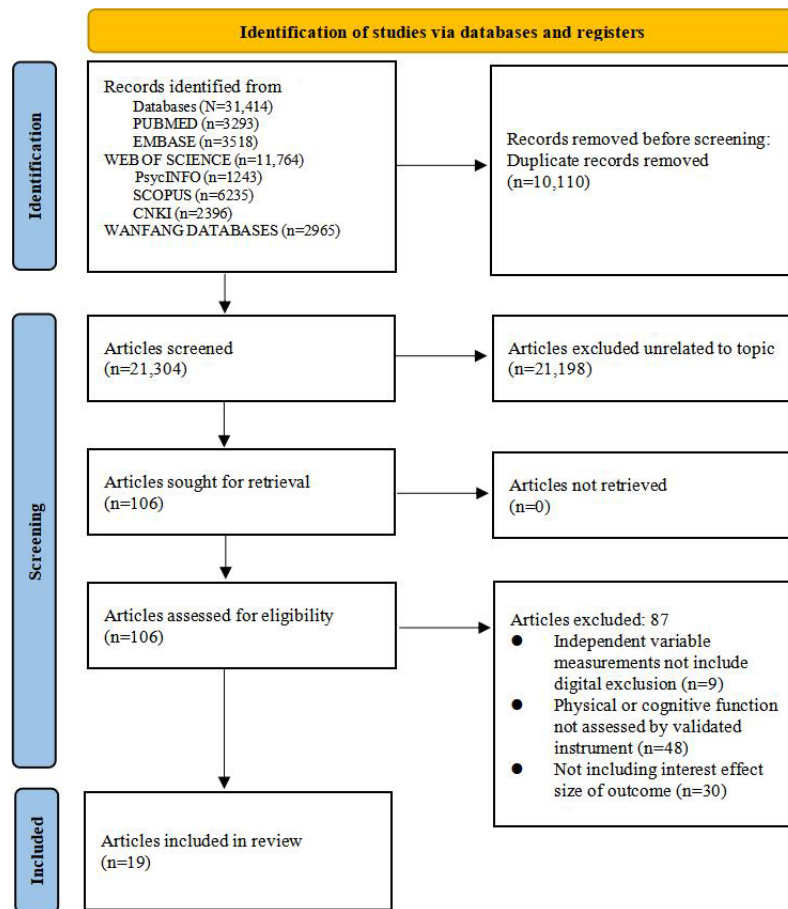 Identification of studies via databases and registers
Identification
Records identified from
Databases (N=31,414)
PUBMED (n=3293)
EMBASE (n=3518)
WEB OF SCIENCE (n=11,764)
PsycINFO (n=1243)
SCOPUS (n=6235)
CNKI (n=2396)
WANFANG DATABASES (n=2965)
Records removed before screening:
Duplicate records removed
(n=10,110)
Screening
Articles screened
(n=21,304)
Articles excluded unrelated to topic
(n=21,198)
Articles sought for retrieval
(n=106)
Articles not retrieved
(n=0)
Articles assessed for eligibility
(n=106)
Articles excluded: 87
● Independent variable
measurements not include
digital exclusion (n=9)
● Physical or cognitive function
not assessed by validated
instrument (n=48)
● Not including interest effect
size of outcome (n=30)
Included
Articles included in review
(n=19)